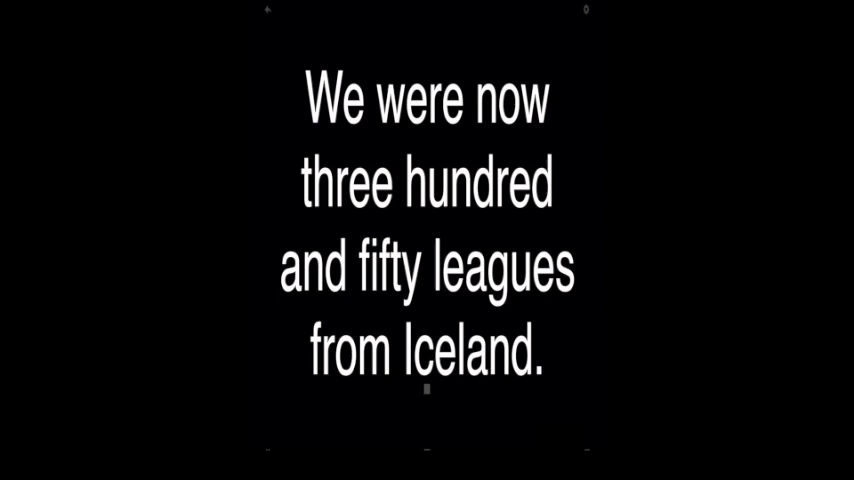 We were now
three hundred
and fifty leagues
from Iceland.